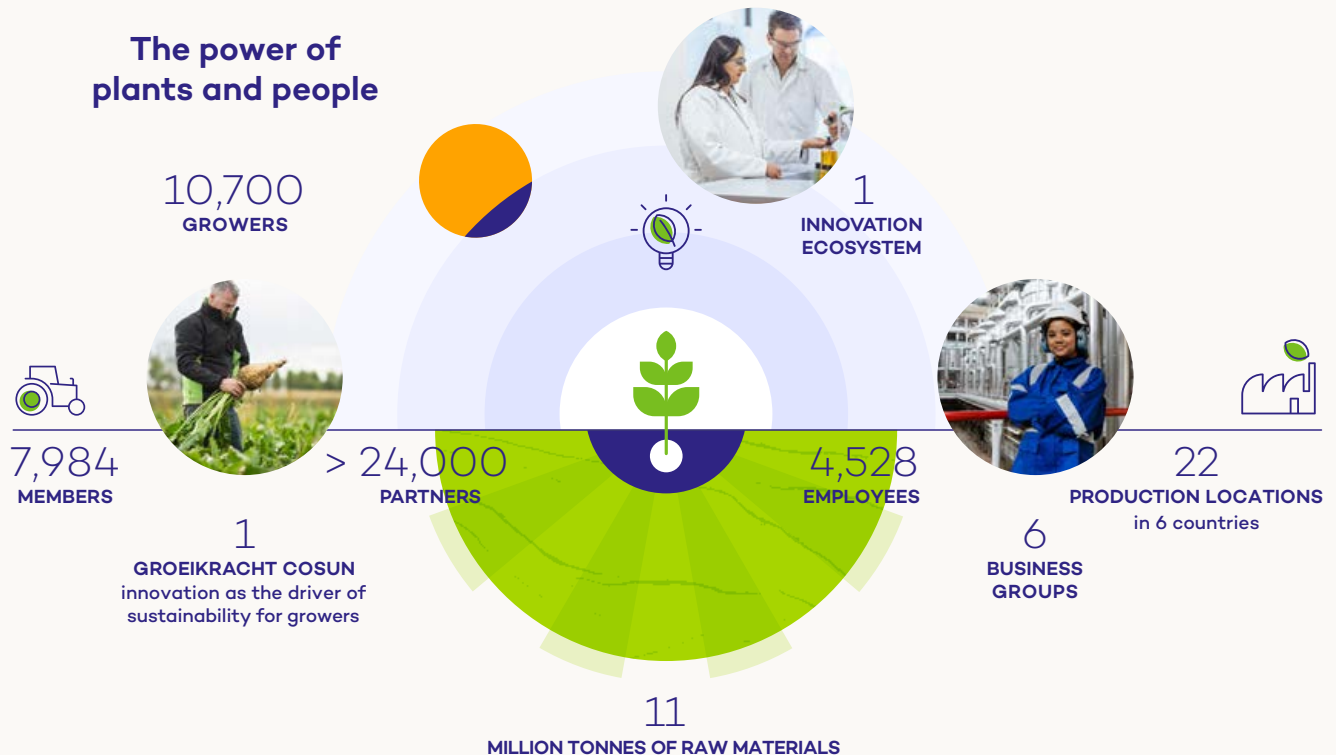 The power of
plants and people
10,700
GROWERS
1
INNOVATION
ECOSYSTEM
7,984
MEMBERS
> 24,000
PARTNERS
4,528
EMPLOYEES
22
PRODUCTION LOCATIONS
in 6 countries
1
GROEIKRACHT COSUN
innovation as the driver of
sustainability for growers
6
BUSINESS
GROUPS
11
MILLION TONNES OF RAW MATERIALS